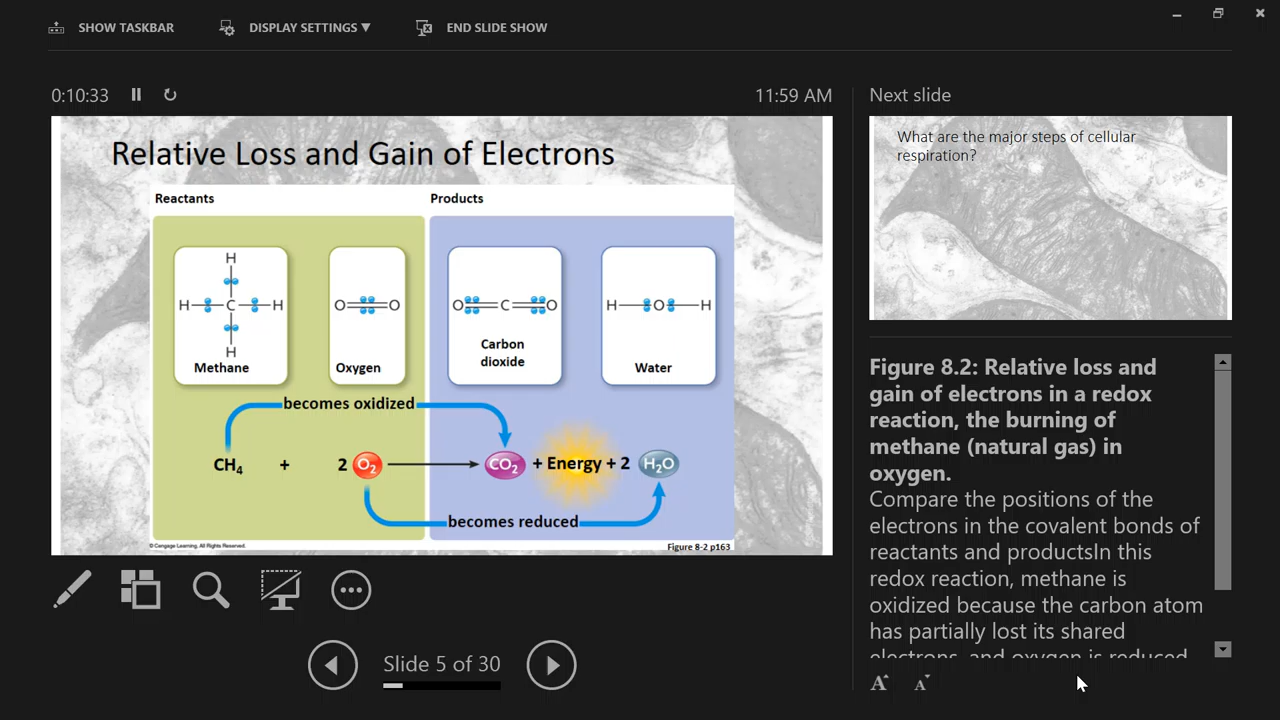 SHOW TASKBAR
DISPLAY SETTINGS ▼
END SLIDE SHOW
0:10:33
11:59 AM
Relative Loss and Gain of Electrons
Reactants
Products
H
H C H
H
Methane
O O
Oxygen
O C O
Carbon
dioxide
H O H
Water
becomes oxidized
CH₄ + 2 O₂ CO₂ + Energy + 2 H₂O
becomes reduced
© Cengage Learning. All Rights Reserved.
Figure 8-2 p163
Slide 5 of 30
Next slide
What are the major steps of cellular
respiration?
Figure 8.2: Relative loss and
gain of electrons in a redox
reaction, the burning of
methane (natural gas) in
oxygen.
Compare the positions of the
electrons in the covalent bonds of
reactants and productsIn this
redox reaction, methane is
oxidized because the carbon atom
has partially lost its shared
electrons, and oxygen is reduced
A A